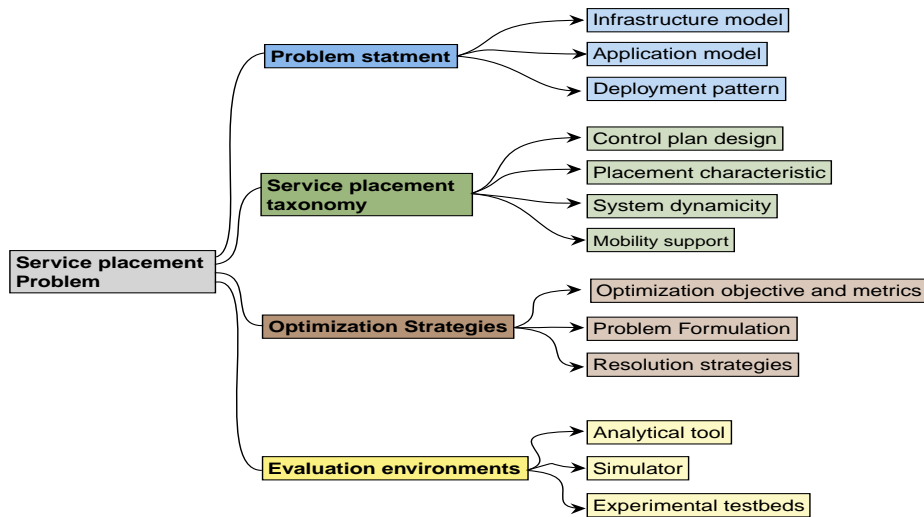 Service placement
Problem
Problem statment
Infrastructure model
Application model
Deployment pattern
Service placement
taxonomy
Control plan design
Placement characteristic
System dynamicity
Mobility support
Optimization Strategies
Optimization objective and metrics
Problem Formulation
Resolution strategies
Evaluation environments
Analytical tool
Simulator
Experimental testbeds